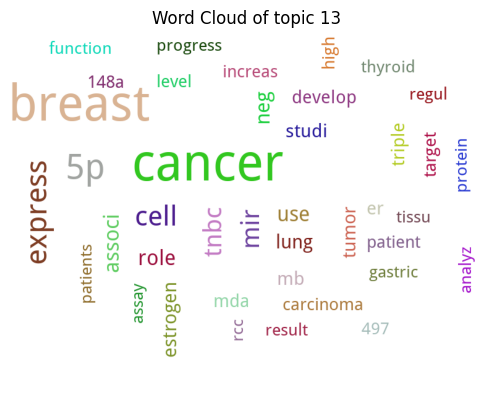 Word Cloud of topic 13
function
progress
high
thyroid
increas
148a
level
regul
breast
neg
develop
studi
triple
target
protein
cancer
5p
express
cell
associ
tnbc
mir
use
tumor
er
tissu
lung
patient
role
patients
gastric
analyz
mb
assay
estrogen
mda
carcinoma
rcc
result
497